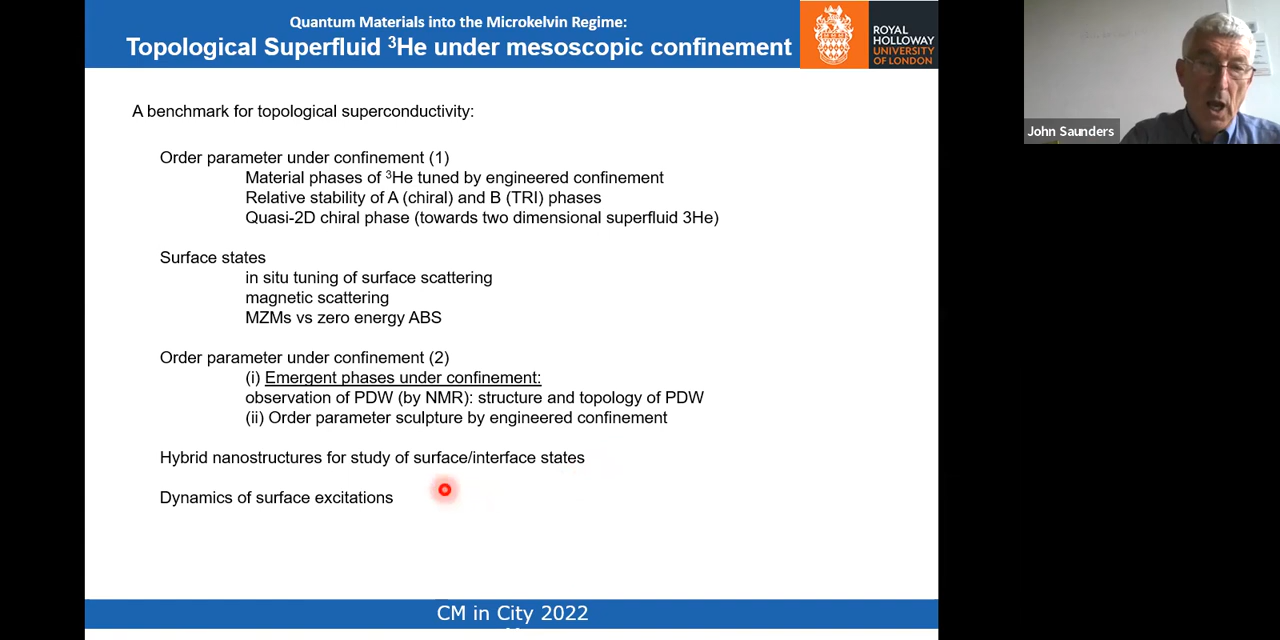 Quantum Materials into the Microkelvin Regime:
Topological Superfluid ³He under mesoscopic confinement
ROYAL
HOLLOWAY
UNIVERSITY
OF LONDON
John Saunders
A benchmark for topological superconductivity:
Order parameter under confinement (1)
Material phases of ³He tuned by engineered confinement
Relative stability of A (chiral) and B (TRI) phases
Quasi-2D chiral phase (towards two dimensional superfluid 3He)
Surface states
in situ tuning of surface scattering
magnetic scattering
MZMs vs zero energy ABS
Order parameter under confinement (2)
(i) Emergent phases under confinement:
observation of PDW (by NMR): structure and topology of PDW
(ii) Order parameter sculpture by engineered confinement
Hybrid nanostructures for study of surface/interface states
Dynamics of surface excitations
CM in City 2022